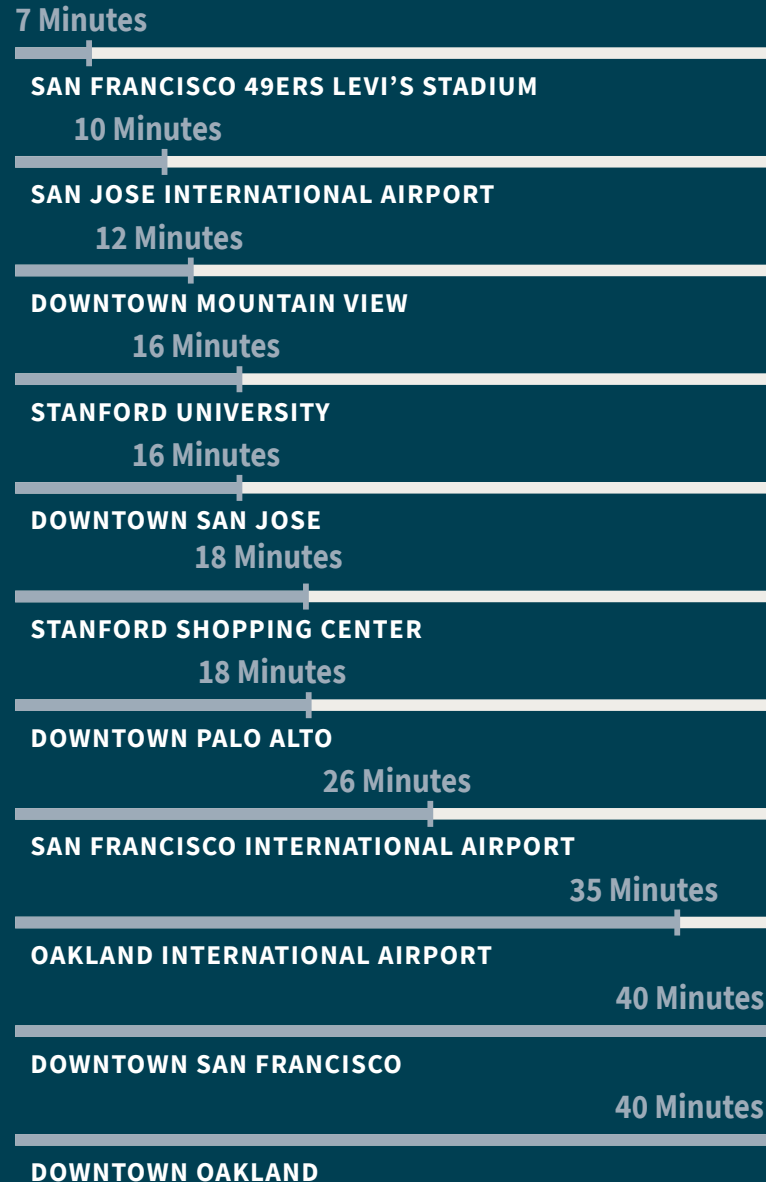 7 Minutes
SAN FRANCISCO 49ERS LEVI’S STADIUM
10 Minutes
SAN JOSE INTERNATIONAL AIRPORT
12 Minutes
DOWNTOWN MOUNTAIN VIEW
16 Minutes
STANFORD UNIVERSITY
16 Minutes
DOWNTOWN SAN JOSE
18 Minutes
STANFORD SHOPPING CENTER
18 Minutes
DOWNTOWN PALO ALTO
26 Minutes
SAN FRANCISCO INTERNATIONAL AIRPORT
35 Minutes
OAKLAND INTERNATIONAL AIRPORT
40 Minutes
DOWNTOWN SAN FRANCISCO
40 Minutes
DOWNTOWN OAKLAND